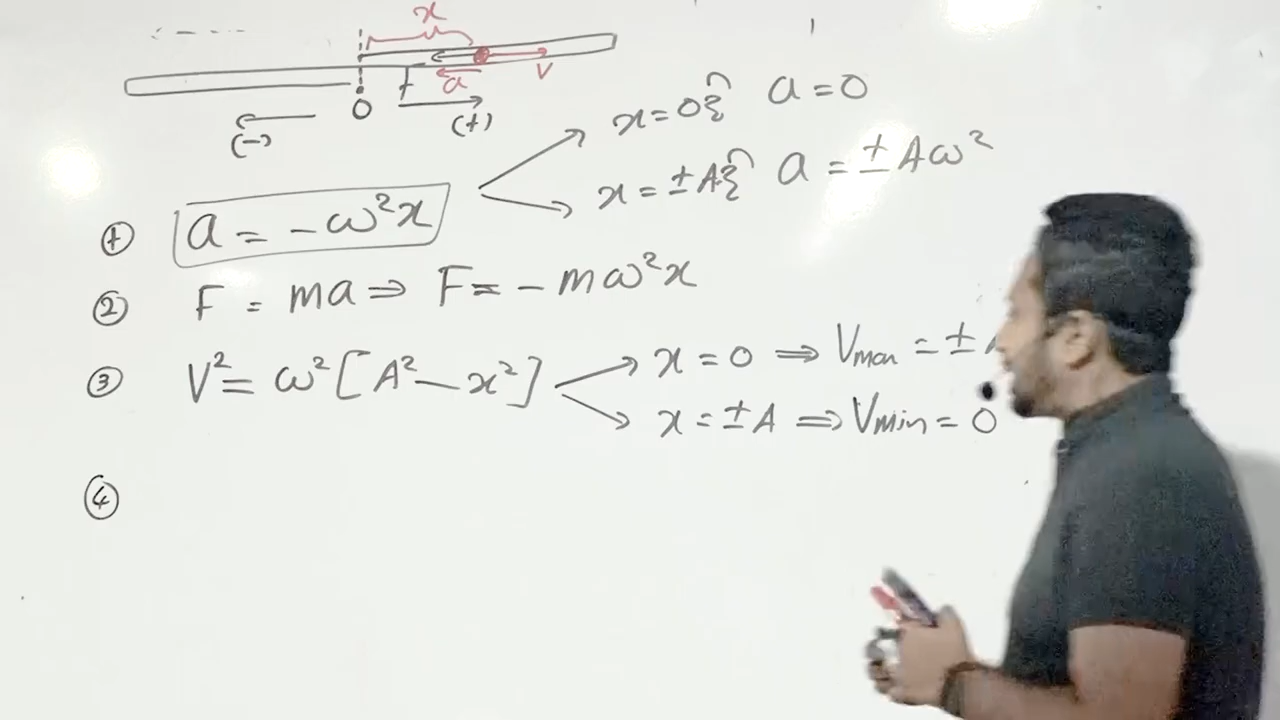 x
v
f a
O
(-) (+)
x = 0} a = 0
x = ±A} a = ±Aω²
① a = -ω²x
② F = ma ⇒ F = -mω²x
③ V² = ω²[A² - x²]
x = 0 ⇒ Vmax = ±
x = ±A ⇒ Vmin = 0
④